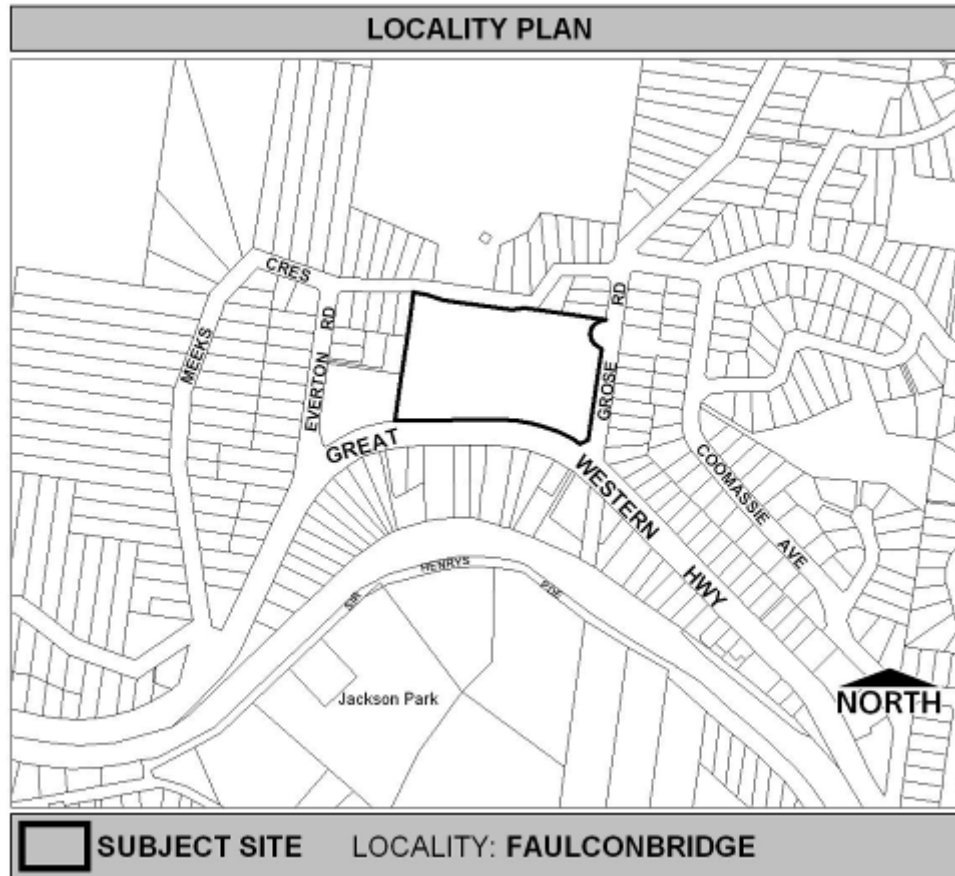 LOCALITY PLAN
CRES
MEEKS
EVERTON RD
GROSE RD
GREAT WESTERN HWY
COOMASSIE AVE
SIR HENRYS PDE
Jackson Park
NORTH
SUBJECT SITE LOCALITY: FAULCONBRIDGE